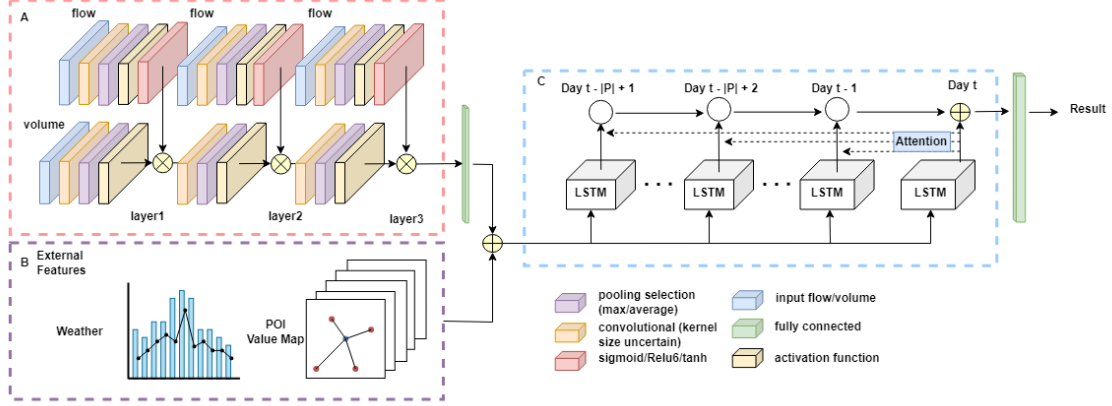 A
flow
flow
flow
volume
layer1
layer2
layer3
B
External
Features
Weather
POI
Value Map
C
Day t - |P| + 1
Day t - |P| + 2
Day t - 1
Day t
Attention
LSTM
LSTM
LSTM
LSTM
Result
pooling selection
(max/average)
convolutional (kernel
size uncertain)
sigmoid/Relu6/tanh
input flow/volume
fully connected
activation function